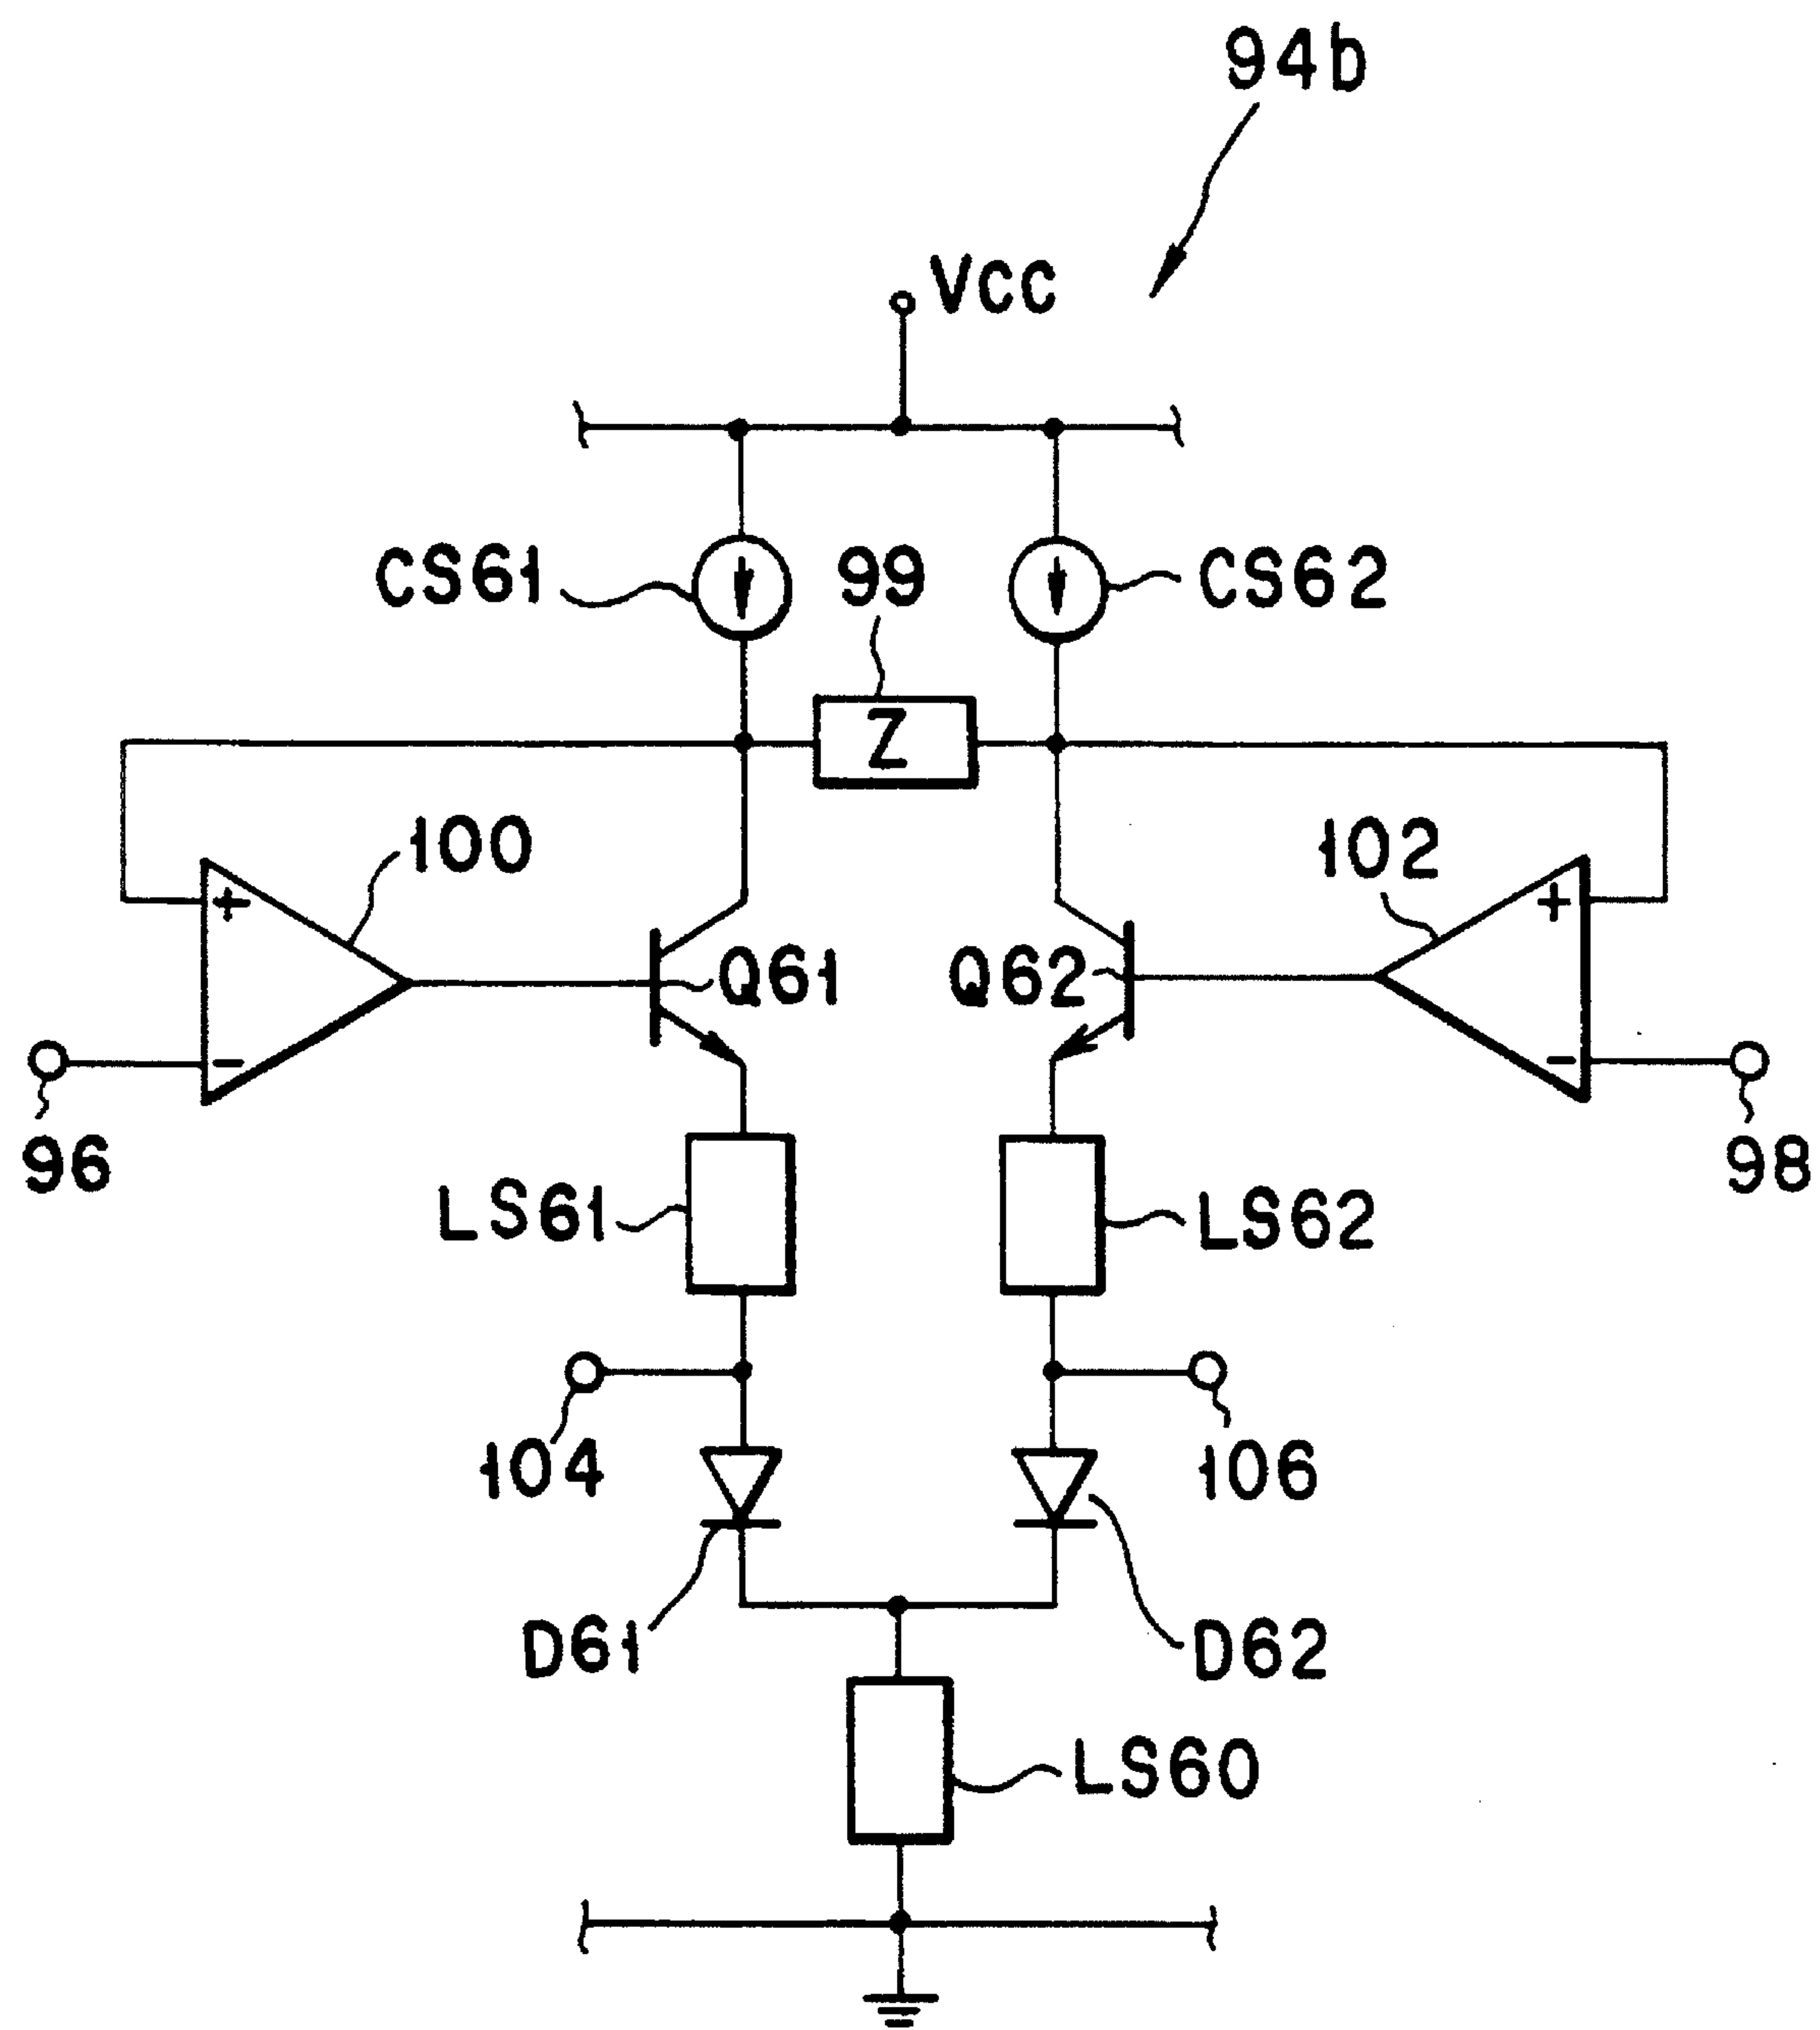 94b
VCC
CS61
99
CS62
Z
100
102
+
+
Q61
Q62
-
-
96
98
LS61
LS62
104
106
D61
D62
LS60